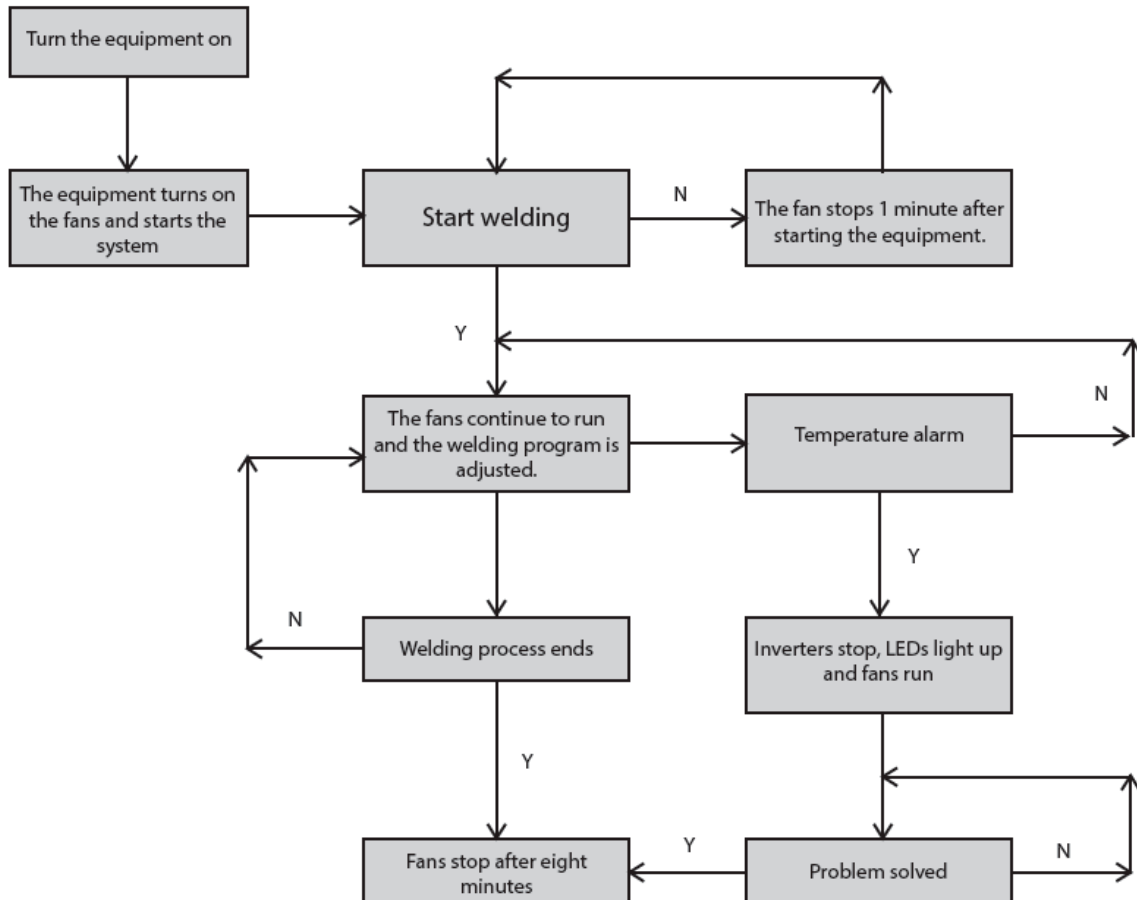 Turn the equipment on
The equipment turns on
the fans and starts the
system
Start welding
N
The fan stops 1 minute after
starting the equipment.
Y
The fans continue to run
and the welding program is
adjusted.
Temperature alarm
N
Y
N
Welding process ends
Inverters stop, LEDs light up
and fans run
Y
Fans stop after eight
minutes
Y
Problem solved
N